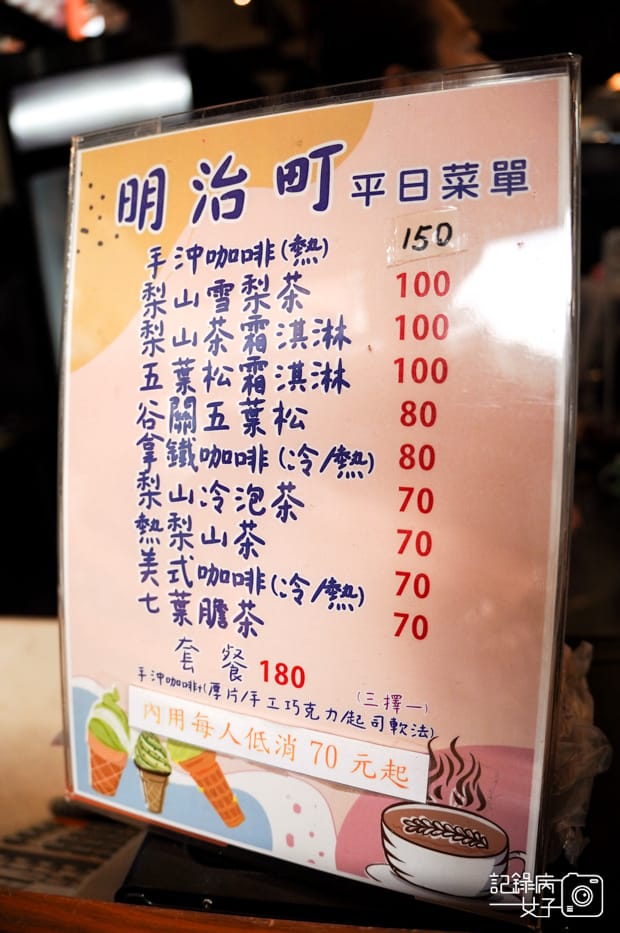 明治町 平日菜單
手沖咖啡(熱) 150
梨山雪梨茶 100
梨山茶霜淇淋 100
五葉松霜淇淋 100
谷關五葉松 80
拿鐵咖啡(冷/熱) 80
梨山冷泡茶 70
熱梨山茶 70
美式咖啡(冷/熱) 70
七葉膽茶 70
套餐 180
(三擇一)
手沖咖啡+(厚片/手工巧克力/起司軟法)
內用每人低消 70 元起
記錄病
女子